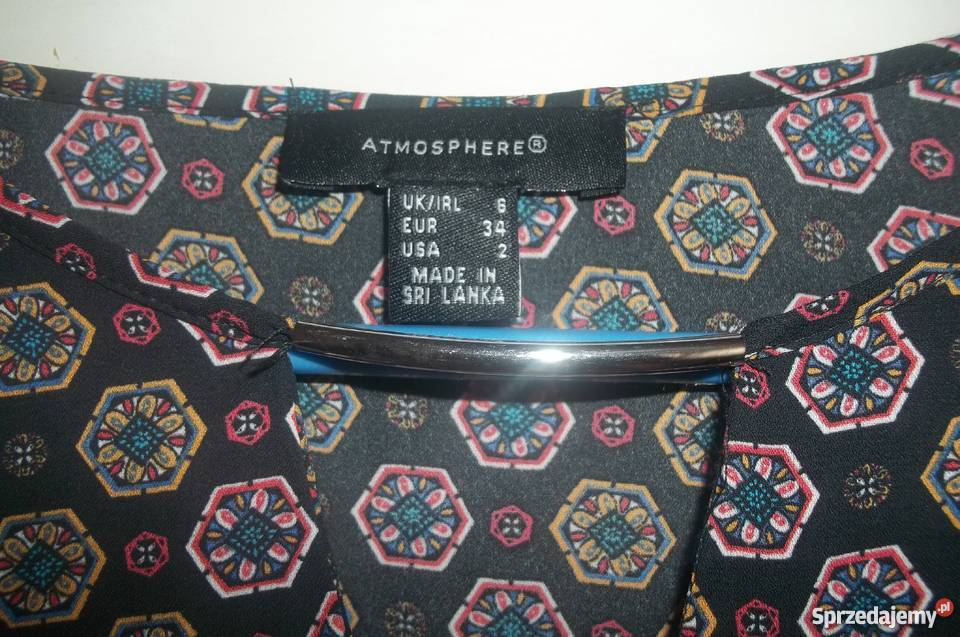 ATMOSPHERE®
UK/IRL 6
EUR 34
USA 2
MADE IN
SRI LANKA
Sprzedajemy.pl